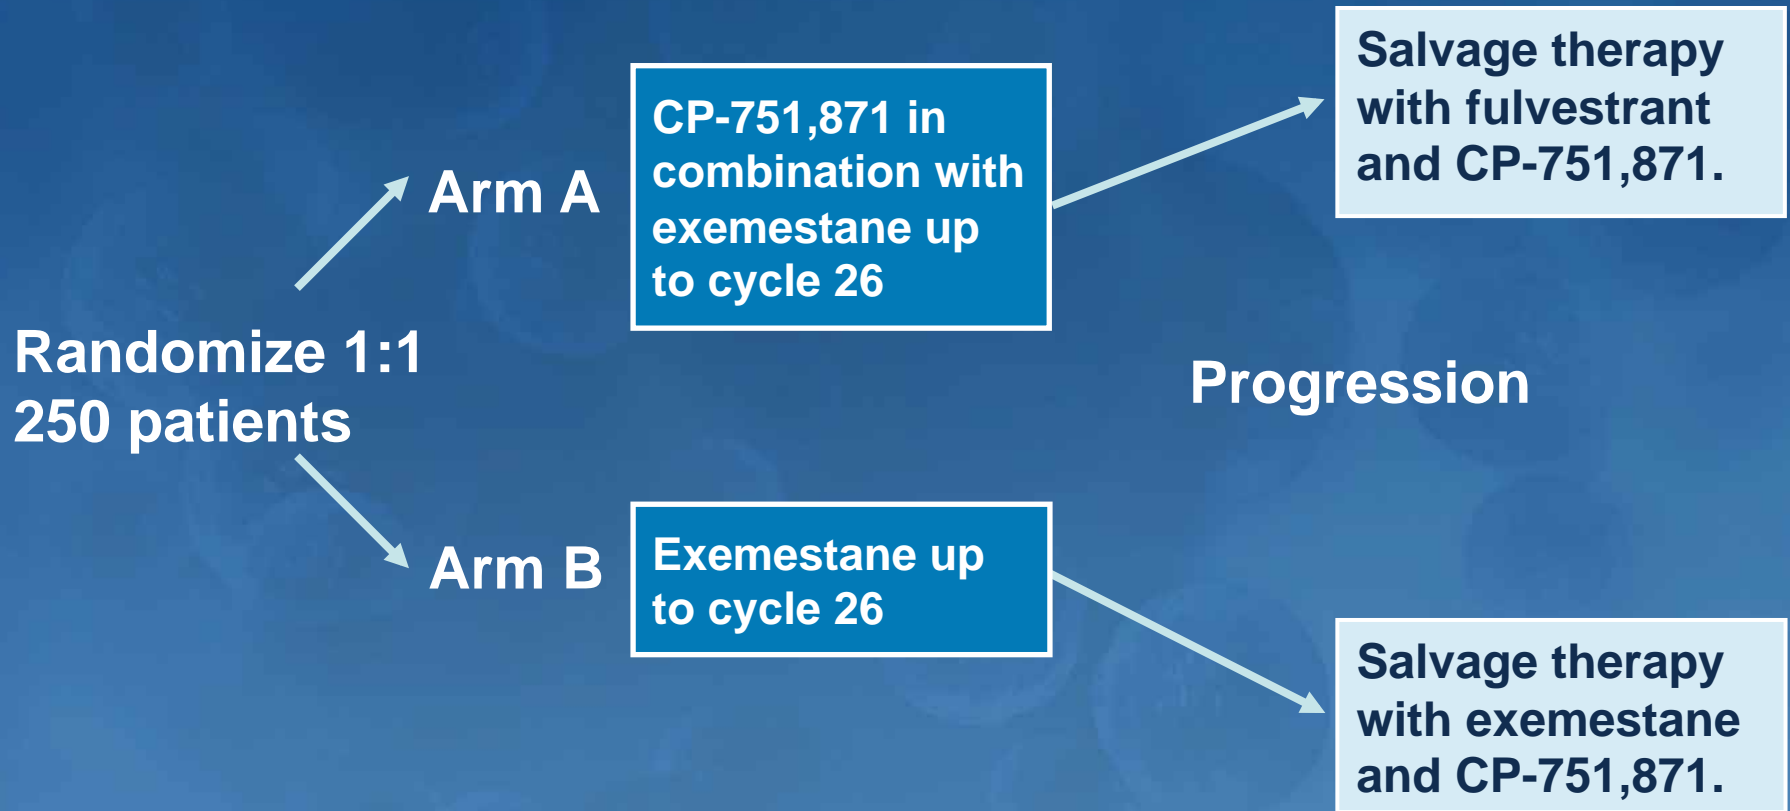 Randomize 1:1
250 patients
Arm A
CP-751,871 in
combination with
exemestane up
to cycle 26
Arm B
Exemestane up
to cycle 26
Progression
Salvage therapy
with fulvestrant
and CP-751,871.
Salvage therapy
with exemestane
and CP-751,871.